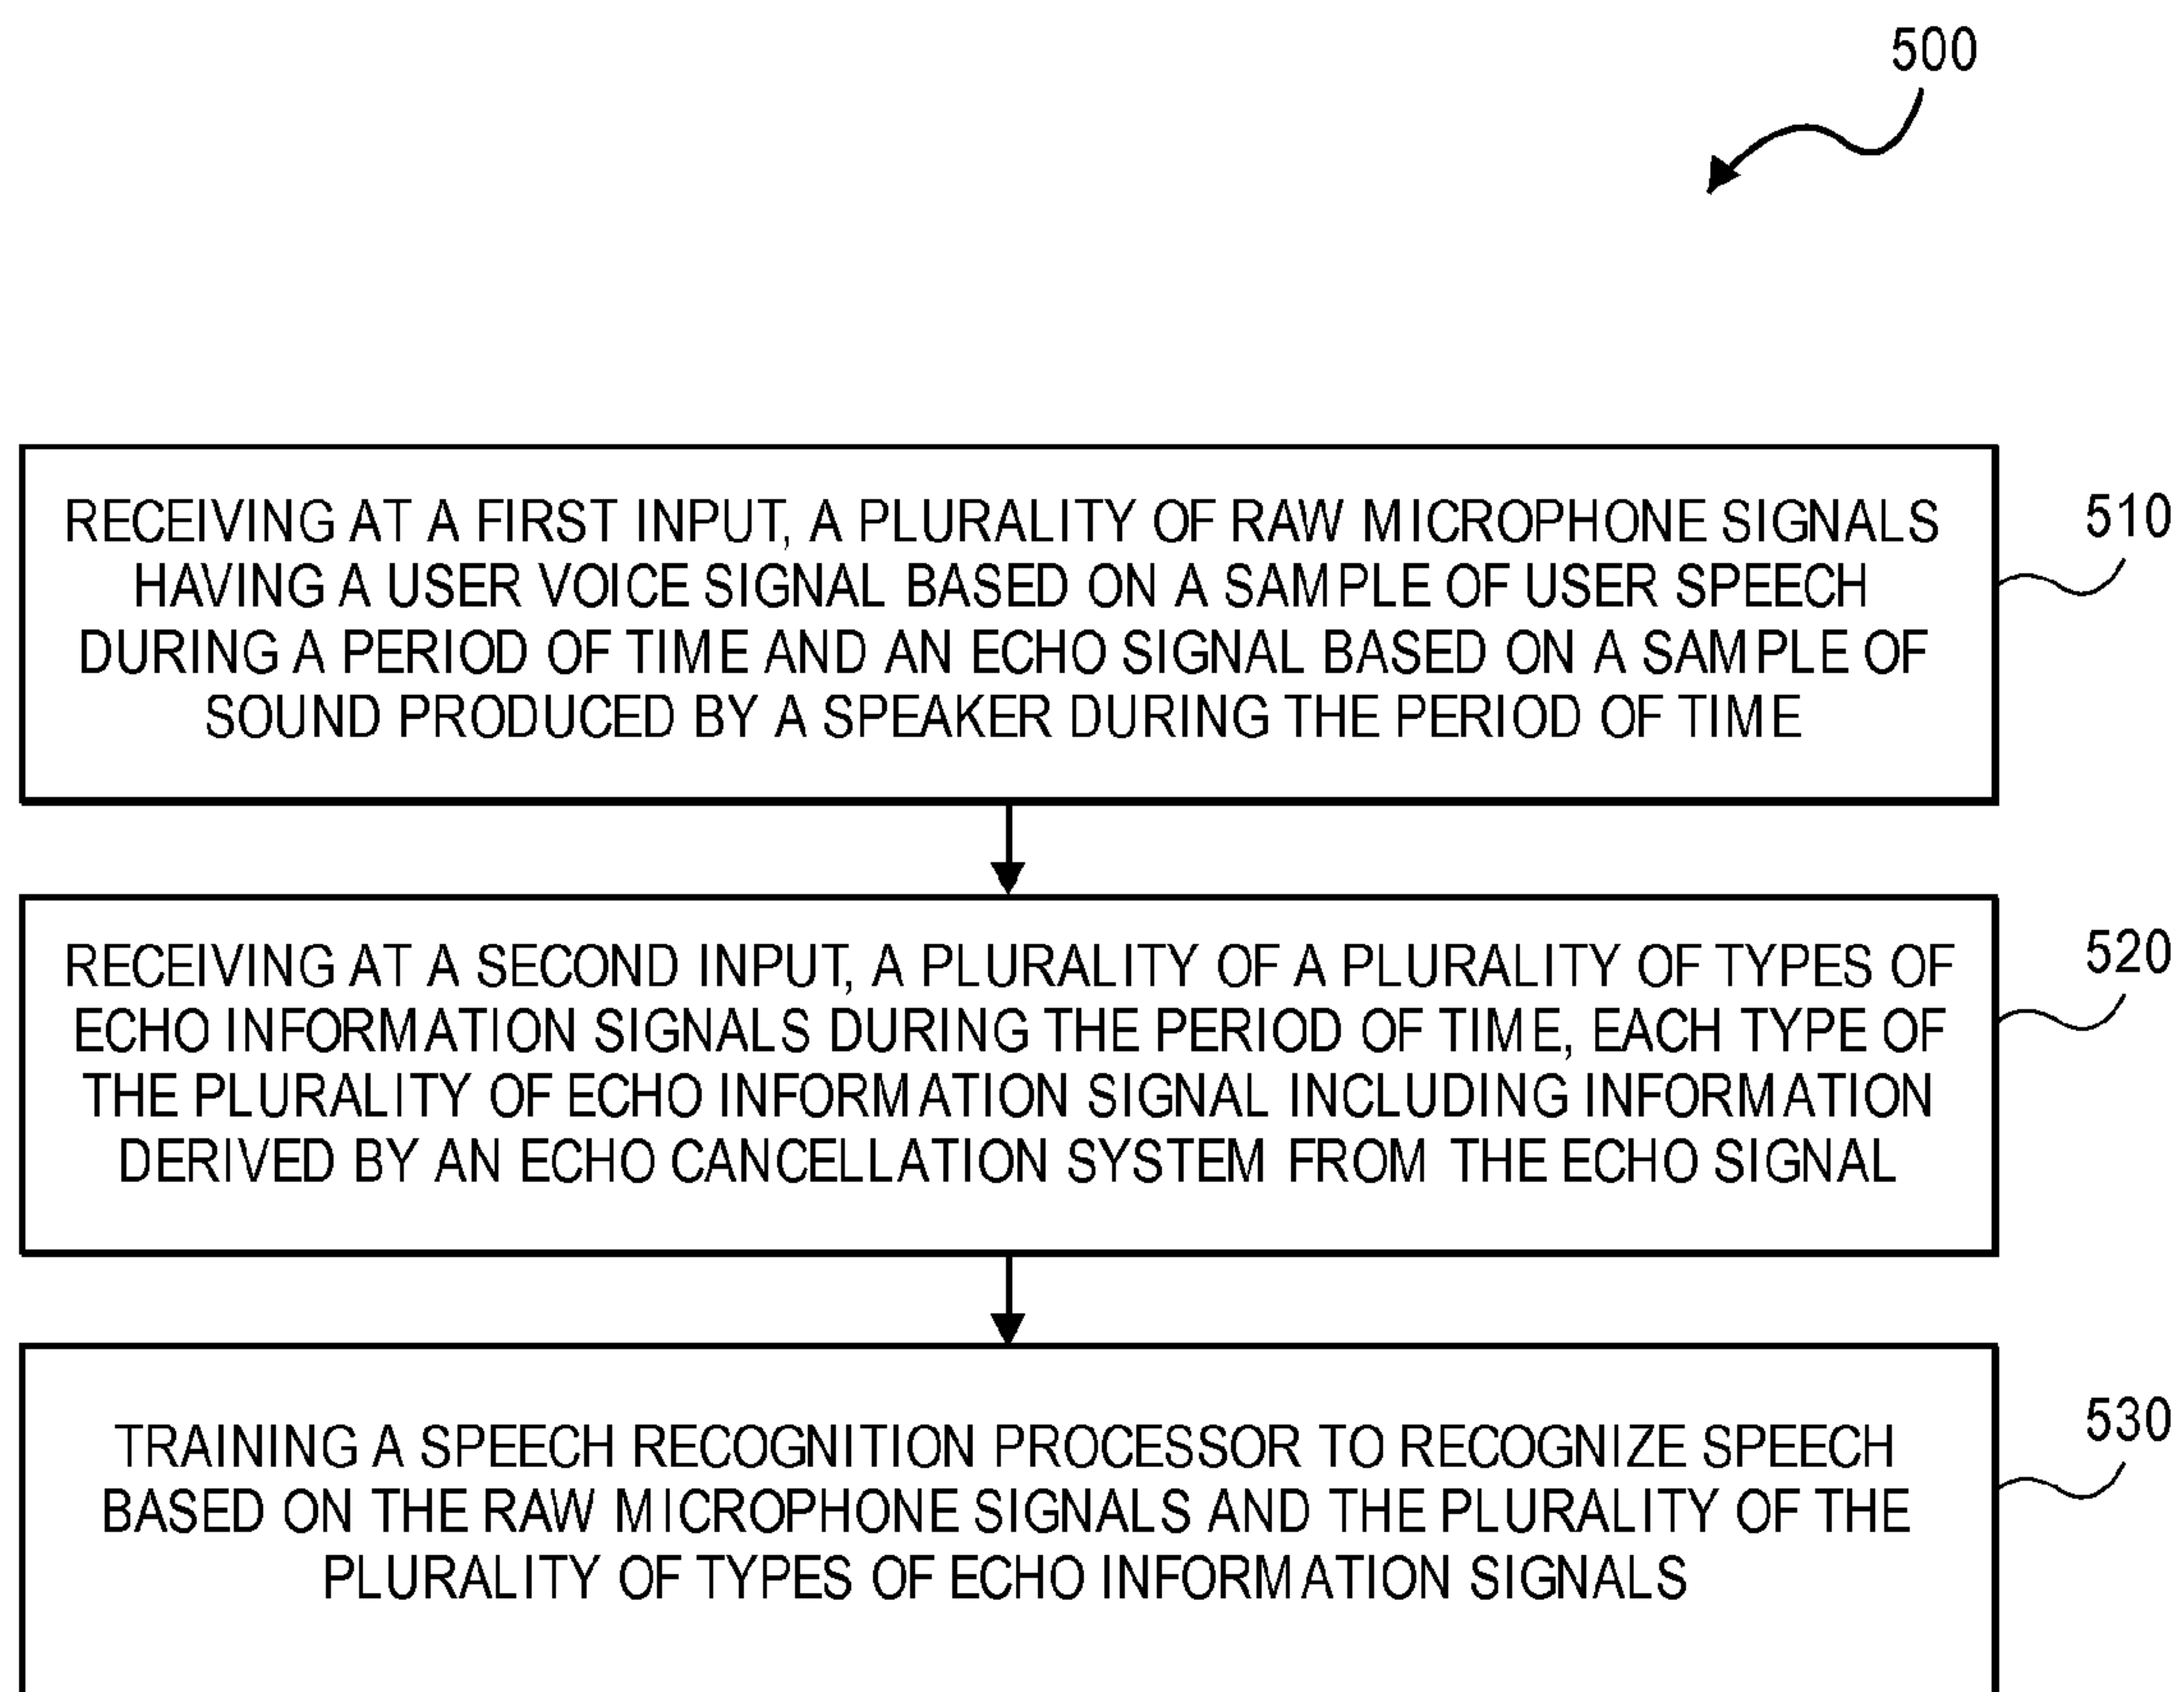 500
RECEIVING AT A FIRST INPUT, A PLURALITY OF RAW MICROPHONE SIGNALS
HAVING A USER VOICE SIGNAL BASED ON A SAMPLE OF USER SPEECH
DURING A PERIOD OF TIME AND AN ECHO SIGNAL BASED ON A SAMPLE OF
SOUND PRODUCED BY A SPEAKER DURING THE PERIOD OF TIME
510
RECEIVING AT A SECOND INPUT, A PLURALITY OF A PLURALITY OF TYPES OF
ECHO INFORMATION SIGNALS DURING THE PERIOD OF TIME, EACH TYPE OF
THE PLURALITY OF ECHO INFORMATION SIGNAL INCLUDING INFORMATION
DERIVED BY AN ECHO CANCELLATION SYSTEM FROM THE ECHO SIGNAL
520
TRAINING A SPEECH RECOGNITION PROCESSOR TO RECOGNIZE SPEECH
BASED ON THE RAW MICROPHONE SIGNALS AND THE PLURALITY OF THE
PLURALITY OF TYPES OF ECHO INFORMATION SIGNALS
530